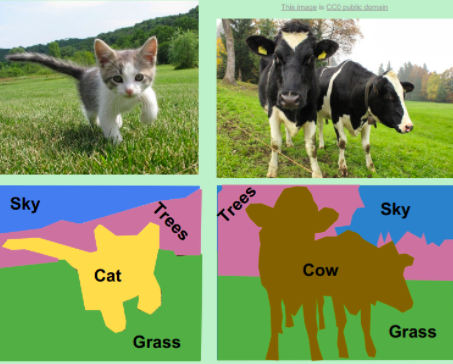 This image is CC0 public domain
Sky
Trees
Cat
Grass
Trees
Sky
Cow
Grass